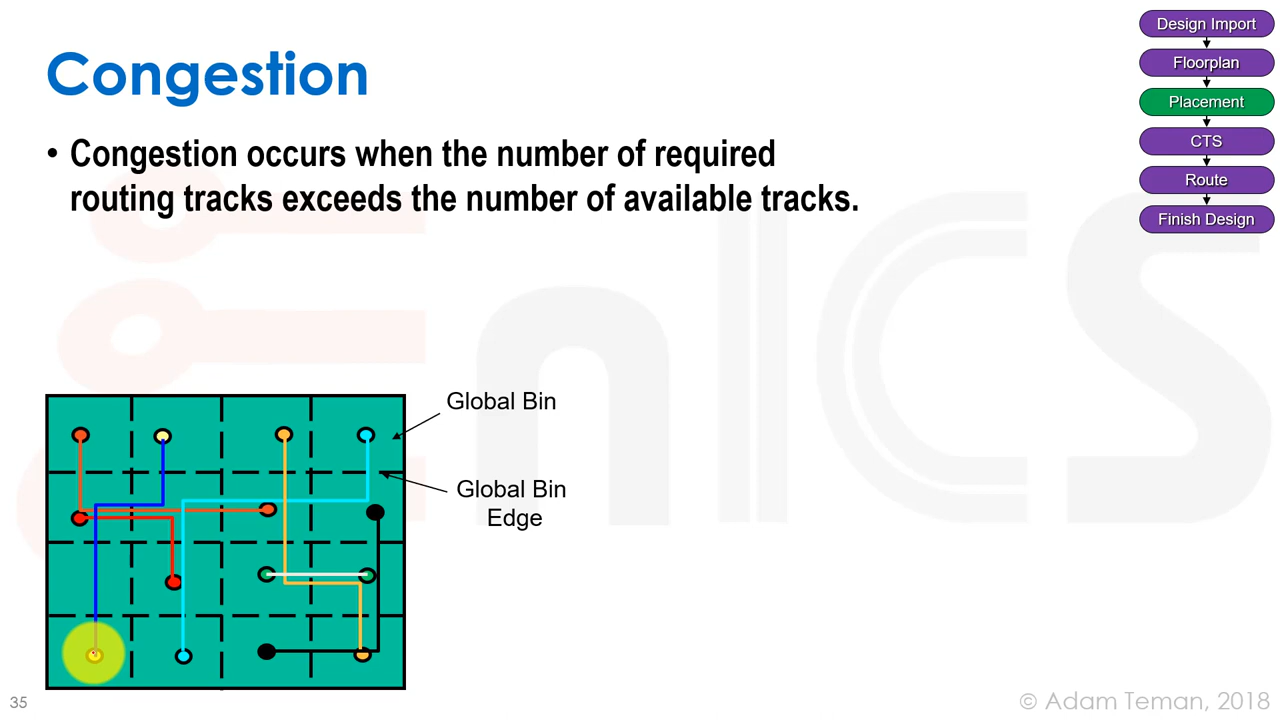 Congestion
• Congestion occurs when the number of required
routing tracks exceeds the number of available tracks.
Design Import
Floorplan
Placement
CTS
Route
Finish Design
Global Bin
Global Bin
Edge
EnICS
35
© Adam Teman, 2018